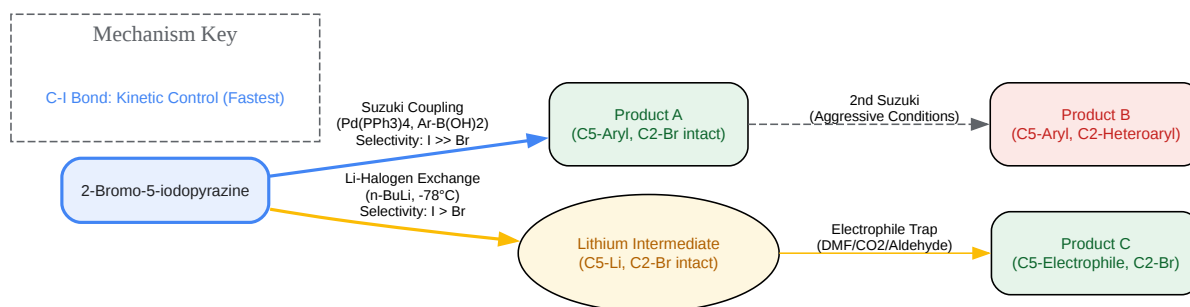 Mechanism Key
C-I Bond: Kinetic Control (Fastest)
2-Bromo-5-iodopyrazine
Suzuki Coupling
(Pd(PPh3)4, Ar-B(OH)2)
Selectivity: I >> Br
Li-Halogen Exchange
(n-BuLi, -78°C)
Selectivity: I > Br
Product A
(C5-Aryl, C2-Br intact)
2nd Suzuki
(Aggressive Conditions)
Product B
(C5-Aryl, C2-Heteroaryl)
Lithium Intermediate
(C5-Li, C2-Br intact)
Electrophile Trap
(DMF/CO2/Aldehyde)
Product C
(C5-Electrophile, C2-Br)